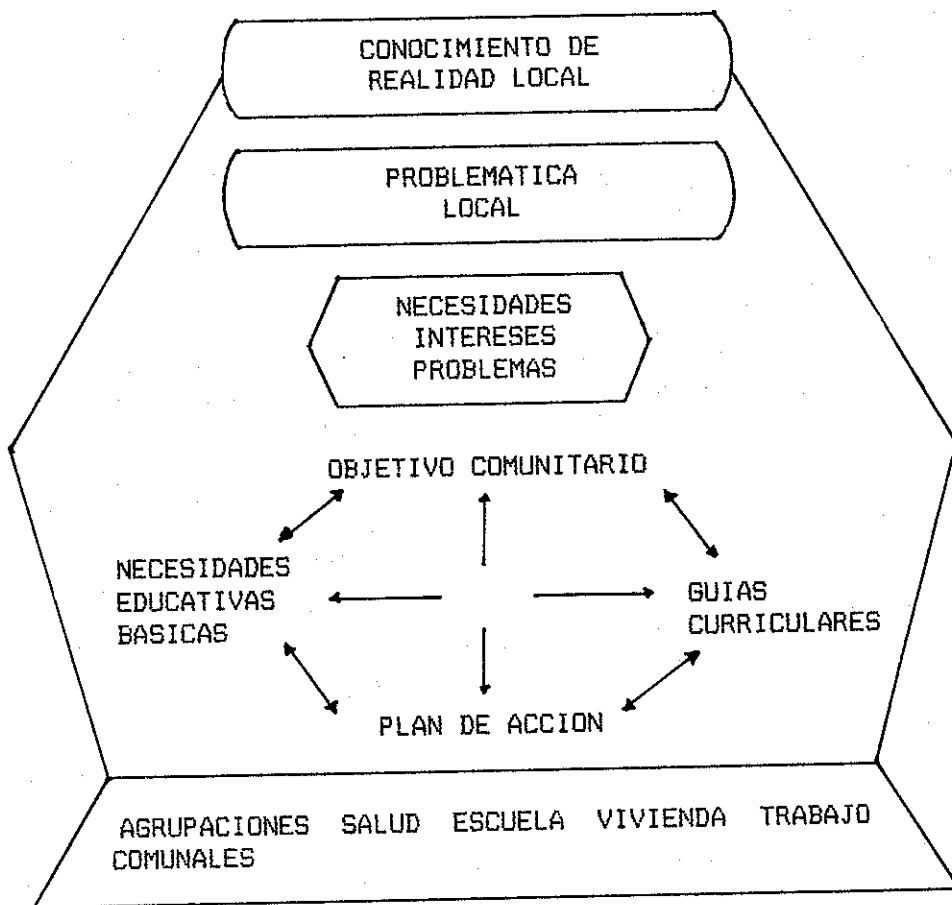 CONOCIMIENTO DE
REALIDAD LOCAL
PROBLEMATICA
LOCAL
NECESIDADES
INTERESES
PROBLEMAS
OBJETIVO COMUNITARIO
NECESIDADES
EDUCATIVAS
BASICAS
GUIAS
CURRICULARES
PLAN DE ACCION
AGRUPACIONES SALUD ESCUELA VIVIENDA TRABAJO
COMUNALES